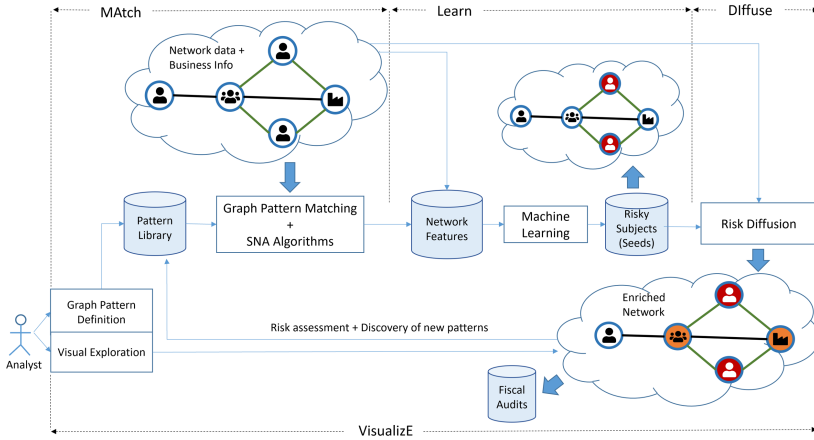 MAtch
Learn
DIffuse
Network data +
Business Info
Pattern
Library
Graph Pattern Matching
+
SNA Algorithms
Network
Features
Machine
Learning
Risky
Subjects
(Seeds)
Risk Diffusion
Graph Pattern
Definition
Visual Exploration
Analyst
Risk assessment + Discovery of new patterns
Enriched
Network
Fiscal
Audits
VisualizE